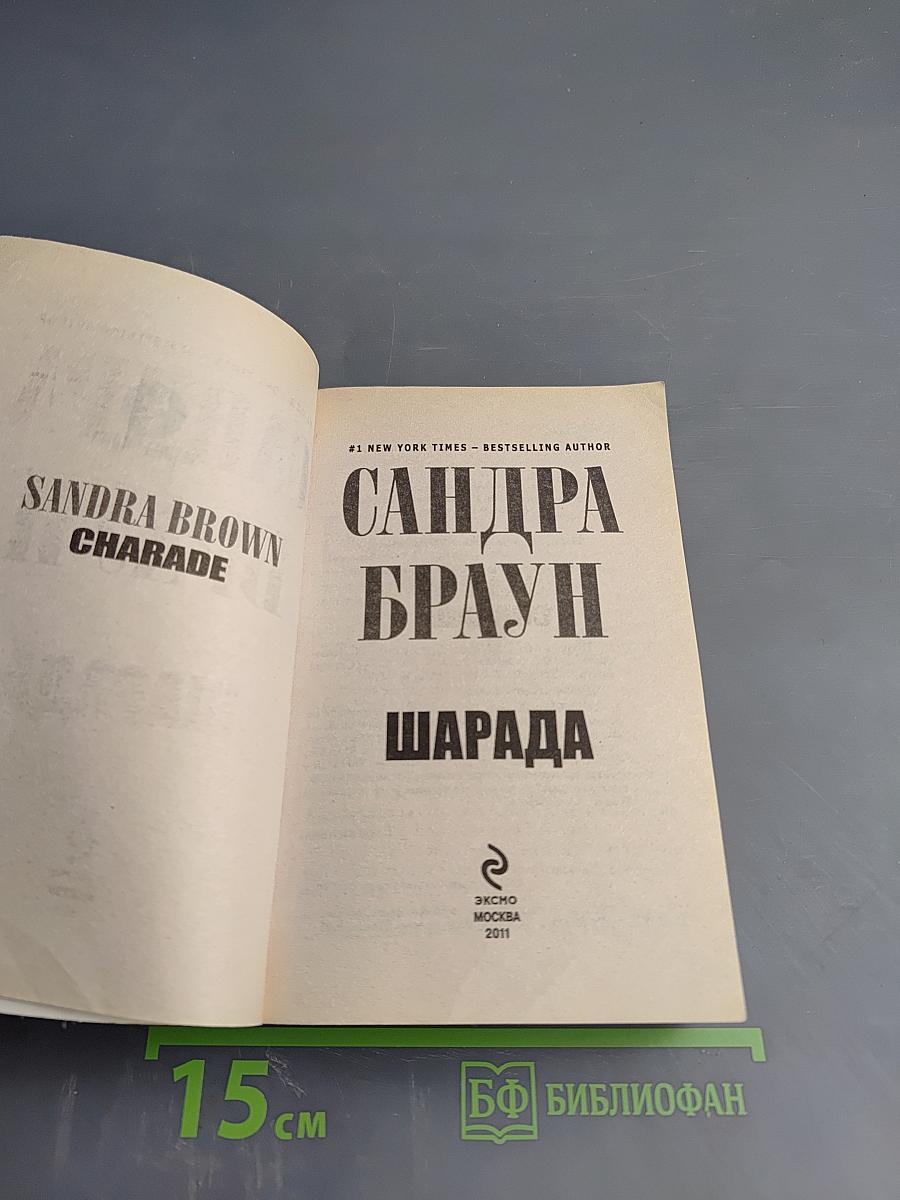 SANDRA BROWN
CHARADE
#1 NEW YORK TIMES – BESTSELLING AUTHOR
САНДРА
БРАУН
ШАРАДА
ЭКСМО
МОСКВА
2011
15 см
БФ БИБЛИОФАН